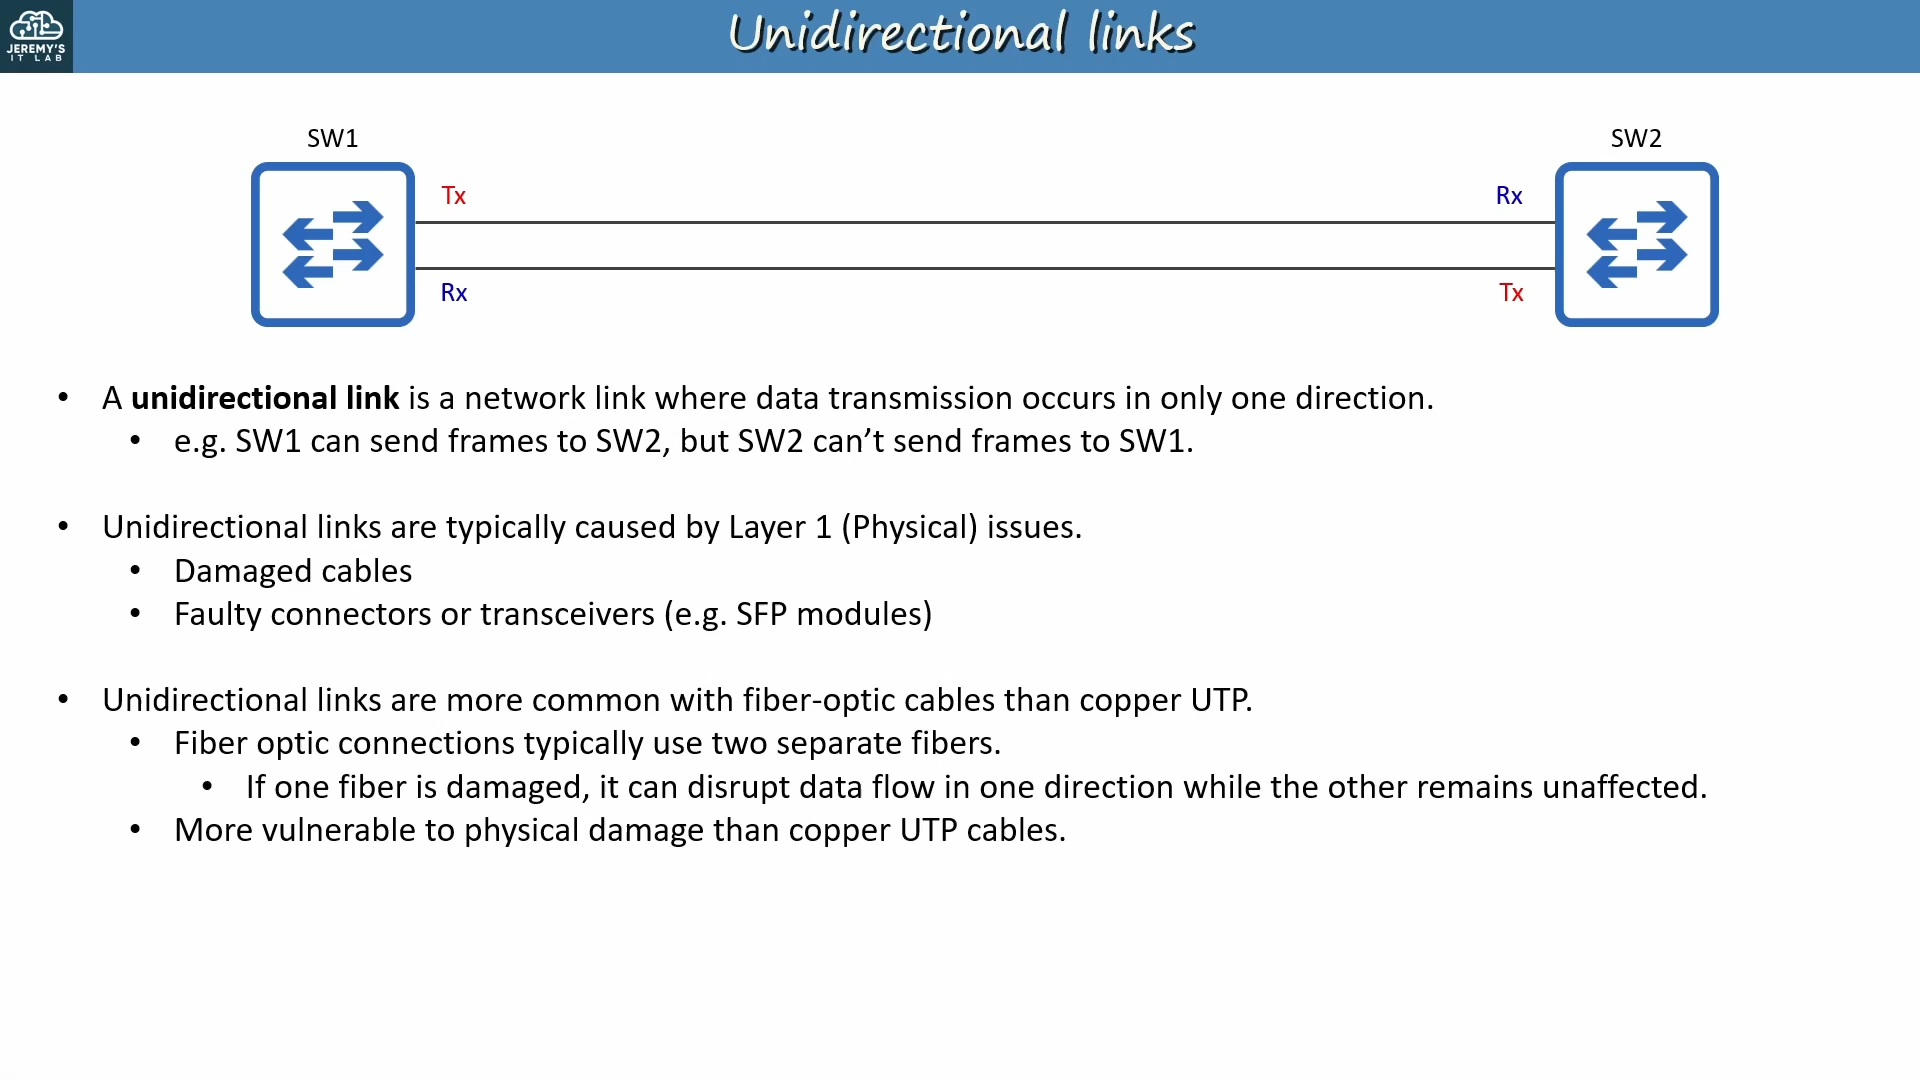 JEREMY'S
IT LAB
Unidirectional links
SW1
SW2
Tx
Rx
Rx
Tx
• A unidirectional link is a network link where data transmission occurs in only one direction.
• e.g. SW1 can send frames to SW2, but SW2 can’t send frames to SW1.
• Unidirectional links are typically caused by Layer 1 (Physical) issues.
• Damaged cables
• Faulty connectors or transceivers (e.g. SFP modules)
• Unidirectional links are more common with fiber-optic cables than copper UTP.
• Fiber optic connections typically use two separate fibers.
• If one fiber is damaged, it can disrupt data flow in one direction while the other remains unaffected.
• More vulnerable to physical damage than copper UTP cables.